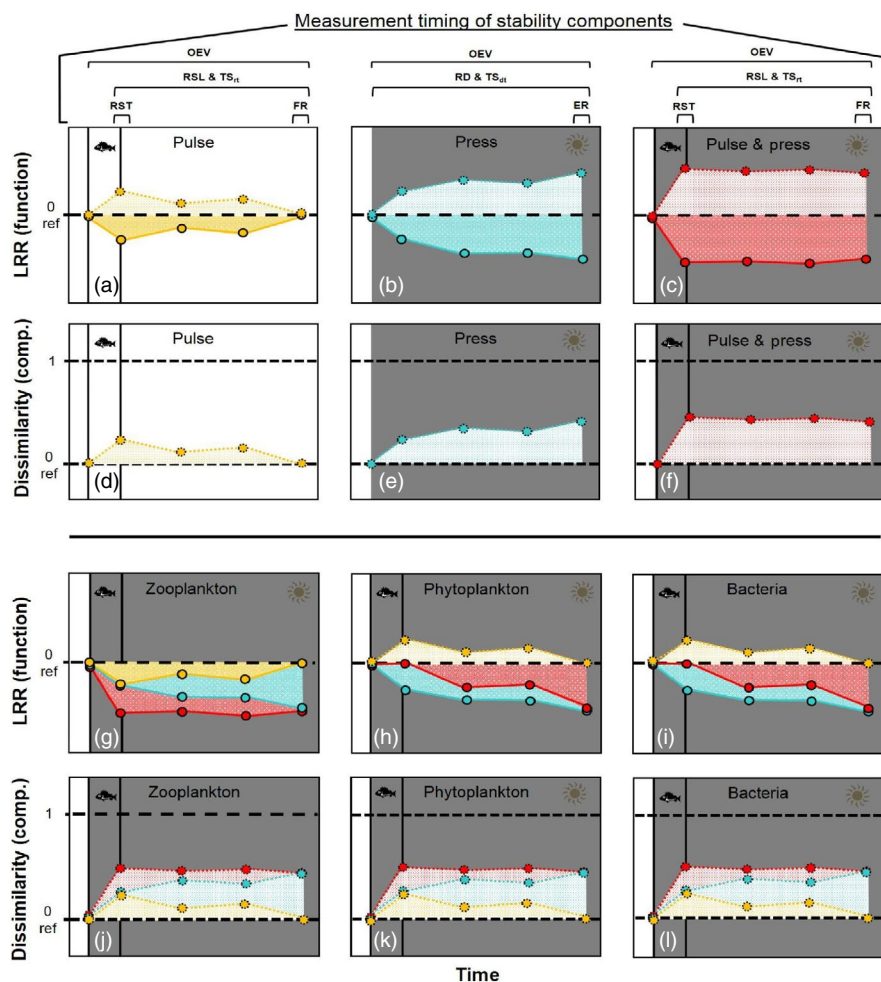 Measurement timing of stability components
OEV OEV OEV
RSL & TSrt RD & TSdt RSL & TSrt
RST FR ER RST FR
Pulse Press Pulse & press
LRR (function)
0
ref
(a) (b) (c)
Pulse Press Pulse & press
Dissimilarity (comp.)
1
0
ref
(d) (e) (f)
Zooplankton Phytoplankton Bacteria
LRR (function)
0
ref
(g) (h) (i)
Zooplankton Phytoplankton Bacteria
Dissimilarity (comp.)
1
0
ref
(j) (k) (l)
Time